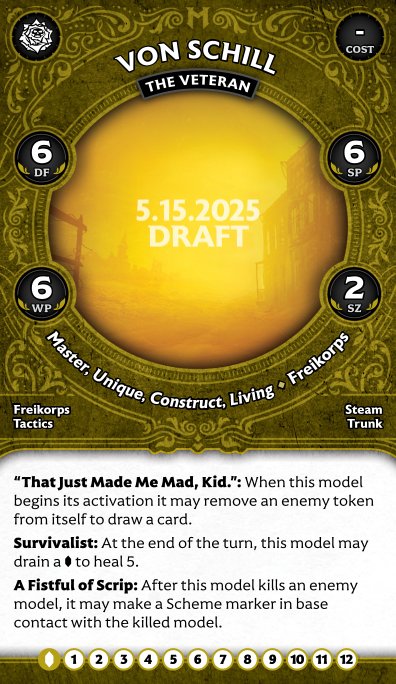 M
VON SCHILL
THE VETERAN
-
COST
6
DF
6
SP
5.15.2025
DRAFT
6
WP
2
SZ
Master, Unique, Construct, Living • Freikorps
Freikorps
Tactics
Steam
Trunk
“That Just Made Me Mad, Kid.”: When this model
begins its activation it may remove an enemy token
from itself to draw a card.
Survivalist: At the end of the turn, this model may
drain a to heal 5.
A Fistful of Scrip: After this model kills an enemy
model, it may make a Scheme marker in base
contact with the killed model.
1 2 3 4 5 6 7 8 9 10 11 12